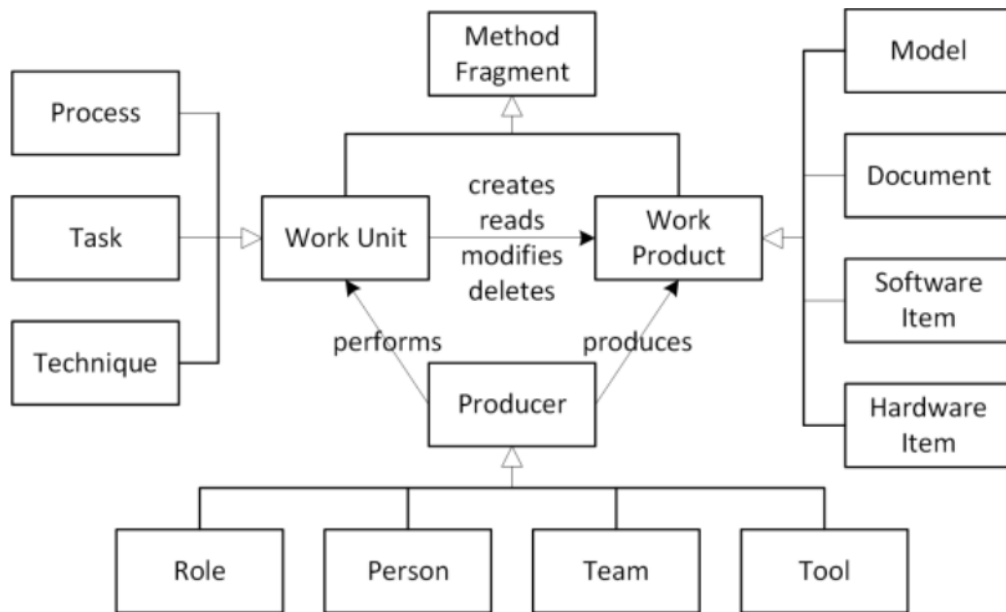 Method
Fragment
Model
Process
Document
Task
Work Unit
creates
reads
modifies
deletes
Work
Product
Software
Item
Technique
performs
produces
Producer
Hardware
Item
Role
Person
Team
Tool